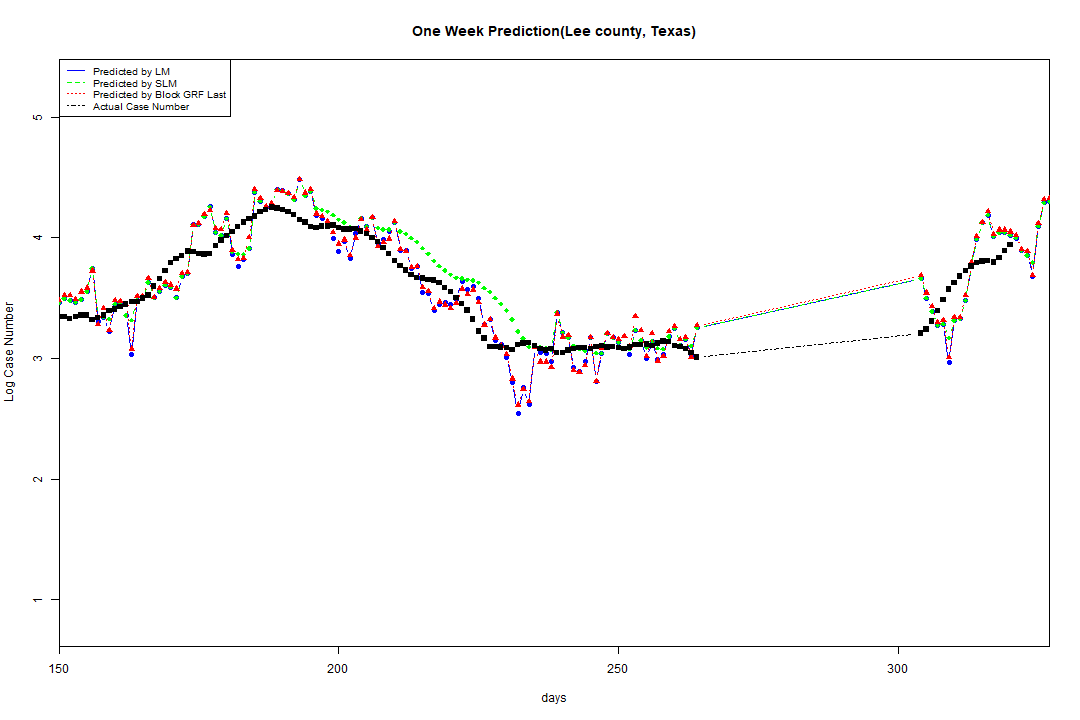 One Week Prediction(Lee county, Texas)
Predicted by LM
Predicted by SLM
Predicted by Block GRF Last
Actual Case Number
5
4
3
2
1
Log Case Number
150
200
250
300
days